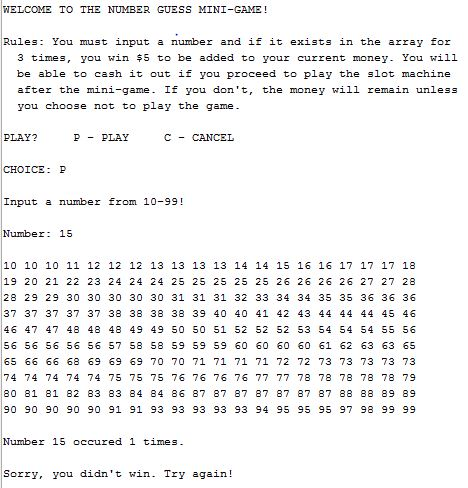 WELCOME TO THE NUMBER GUESS MINI-GAME!
Rules: You must input a number and if it exists in the array for
3 times, you win $5 to be added to your current money. You will
be able to cash it out if you proceed to play the slot machine
after the mini-game. If you don't, the money will remain unless
you choose not to play the game.
PLAY? P - PLAY C - CANCEL
CHOICE: P
Input a number from 10-99!
Number: 15
10 10 10 11 12 12 12 13 13 13 13 14 14 15 16 16 17 17 17 18
19 20 21 22 23 24 24 24 25 25 25 25 25 26 26 26 26 27 27 28
28 29 29 30 30 30 30 30 31 31 31 32 33 34 34 35 35 36 36 36
37 37 37 37 37 38 38 38 38 39 40 40 41 42 43 44 44 44 45 46
46 47 47 48 48 48 49 49 50 50 51 52 52 52 53 54 54 54 55 56
56 56 56 56 56 57 58 58 59 59 59 60 60 60 60 61 62 63 63 65
65 66 66 68 69 69 69 70 70 71 71 71 71 72 72 73 73 73 73 73
74 74 74 74 74 75 75 75 76 76 76 76 77 77 78 78 78 78 78 79
80 81 81 82 83 83 84 84 86 87 87 87 87 87 87 87 88 88 89 89
90 90 90 90 90 91 91 93 93 93 93 93 94 95 95 95 97 98 99 99
Number 15 occured 1 times.
Sorry, you didn't win. Try again!